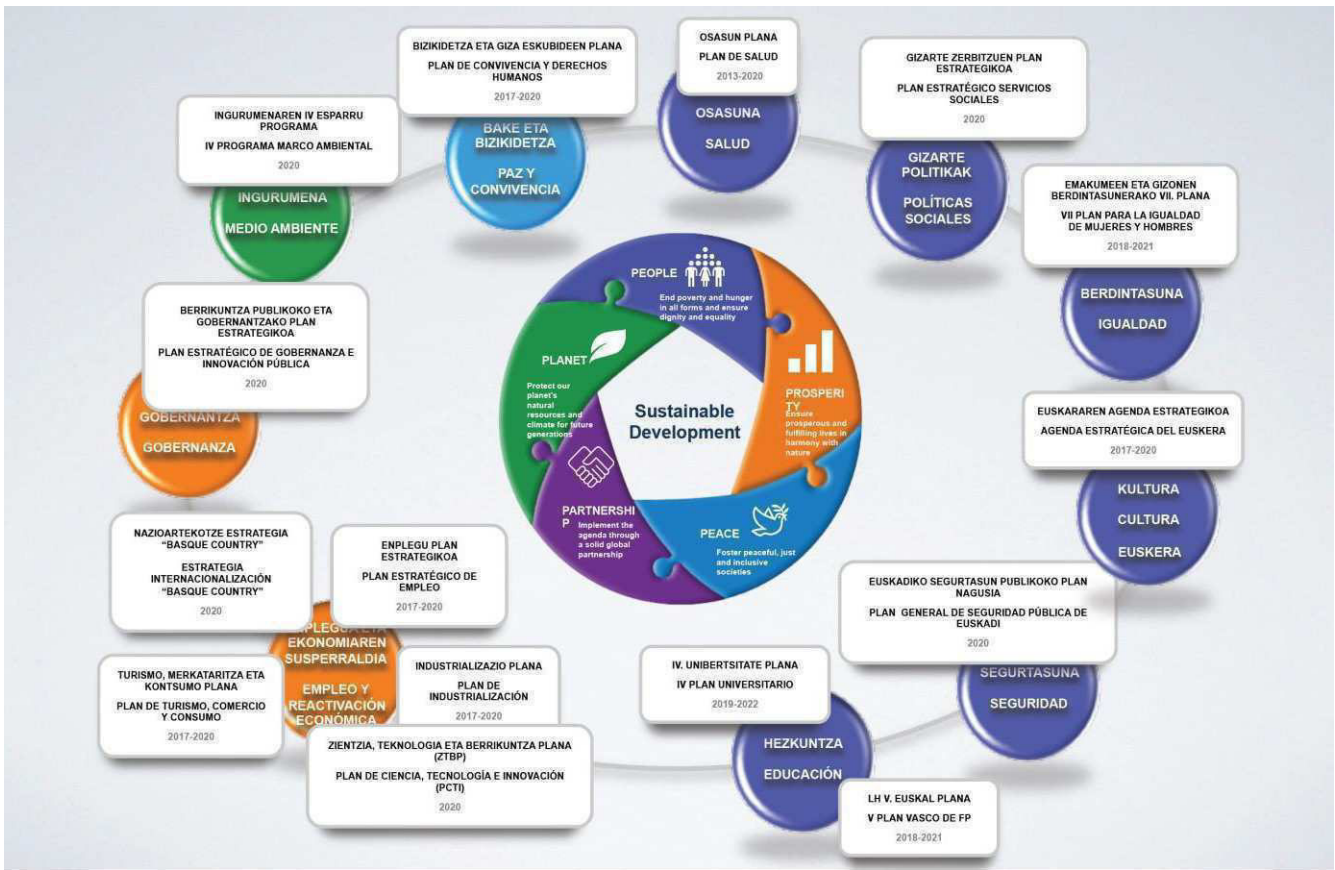 BIZIKIDETZA ETA GIZA ESKUBIDEEN PLANA
PLAN DE CONVIVENCIA Y DERECHOS
HUMANOS
2017-2020
BAKE ETA
BIZIKIDETZA
PAZ Y
CONVIVENCIA
OSASUN PLANA
PLAN DE SALUD
2013-2020
OSASUNA
SALUD
GIZARTE ZERBITZUEN PLAN
ESTRATEGIKOA
PLAN ESTRATÉGICO SERVICIOS
SOCIALES
2020
GIZARTE
POLITIKAK
POLÍTICAS
SOCIALES
EMAKUMEEN ETA GIZONEN
BERDINTASUNERAKO VII. PLANA
VII PLAN PARA LA IGUALDAD
DE MUJERES Y HOMBRES
2018-2021
BERDINTASUNA
IGUALDAD
EUSKARAREN AGENDA ESTRATEGIKOA
AGENDA ESTRATÉGICA DEL EUSKERA
2017-2020
KULTURA
CULTURA
EUSKERA
EUSKADIKO SEGURTASUN PUBLIKOKO PLAN
NAGUSIA
PLAN GENERAL DE SEGURIDAD PÚBLICA DE
EUSKADI
2020
SEGURTASUNA
SEGURIDAD
IV. UNIBERTSITATE PLANA
IV PLAN UNIVERSITARIO
2019-2022
HEZKUNTZA
EDUCACIÓN
LH V. EUSKAL PLANA
V PLAN VASCO DE FP
2018-2021
INGURUMENAREN IV ESPARRU
PROGRAMA
IV PROGRAMA MARCO AMBIENTAL
2020
INGURUMENA
MEDIO AMBIENTE
BERRIKUNTZA PUBLIKOKO ETA
GOBERNANTZAKO PLAN
ESTRATEGIKOA
PLAN ESTRATÉGICO DE GOBERNANZA E
INNOVACIÓN PÚBLICA
2020
GOBERNANTZA
GOBERNANZA
NAZIOARTEKOTZE ESTRATEGIA
“BASQUE COUNTRY”
ESTRATEGIA
INTERNACIONALIZACIÓN
“BASQUE COUNTRY”
2020
ENPLEGU PLAN
ESTRATEGIKOA
PLAN ESTRATÉGICO DE
EMPLEO
2017-2020
ENPLEGUA ETA
EKONOMIAREN
SUSPERRALDIA
EMPLEO Y
REACTIVACIÓN
ECONÓMICA
TURISMO, MERKATARITZA ETA
KONTSUMO PLANA
PLAN DE TURISMO, COMERCIO
Y CONSUMO
2017-2020
INDUSTRIALIZAZIO PLANA
PLAN DE
INDUSTRIALIZACIÓN
2017-2020
ZIENTZIA, TEKNOLOGIA ETA BERRIKUNTZA PLANA
(ZTBP)
PLAN DE CIENCIA, TECNOLOGÍA E INNOVACIÓN
(PCTI)
2020
PEOPLE
End poverty and hunger
in all forms and ensure
dignity and equality
PROSPERI
TY
Ensure
prosperous and
fulfilling lives in
harmony with
nature
PEACE
Foster peaceful, just
and inclusive
societies
PARTNERSHI
P
Implement the
agenda through
a solid global
partnership
PLANET
Protect our
planet's
natural
resources and
climate for future
generations
Sustainable
Development